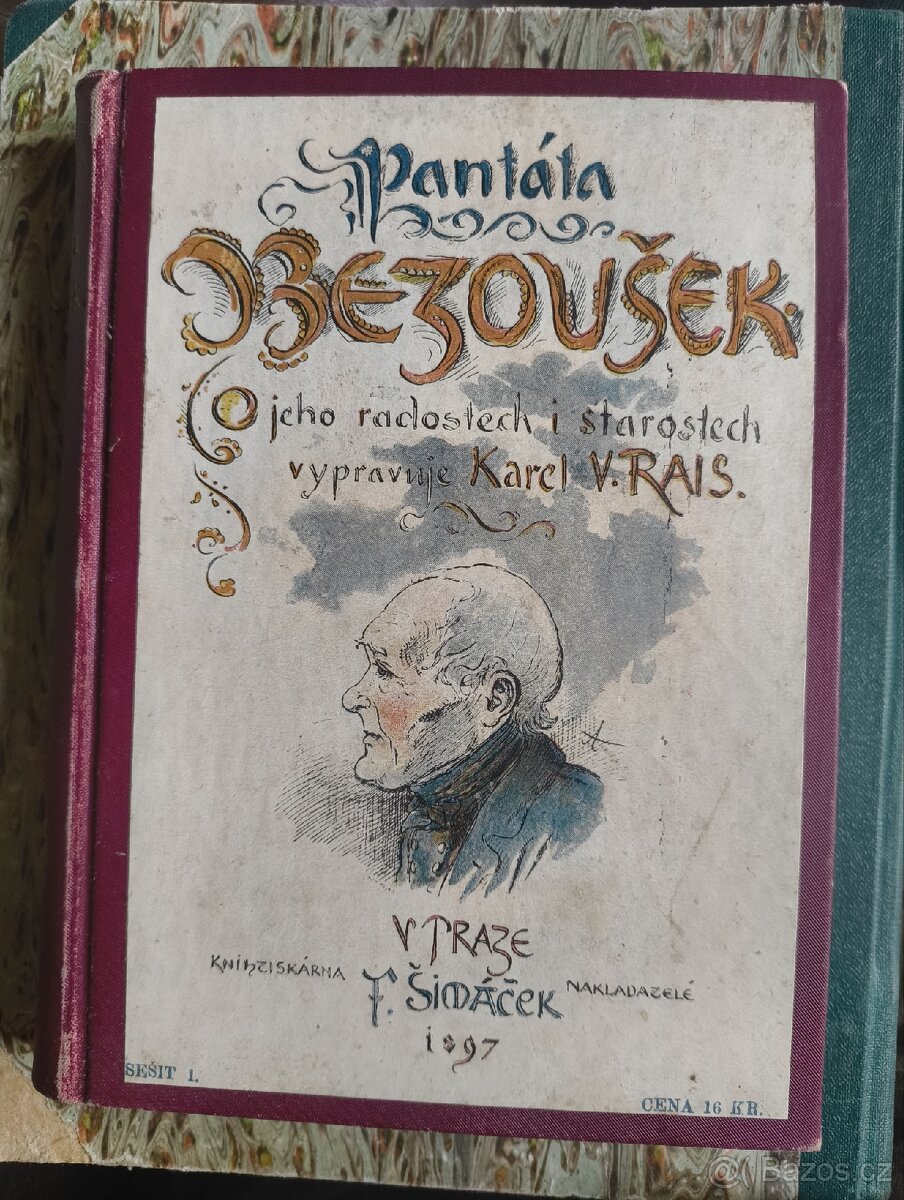 Pantáta
BEZOUŠEK.
O jeho radostech i starostech
vypravuje Karel V. RAIS.
V PRAZE
KNIHTISKÁRNA F. ŠIMÁČEK NAKLADATELÉ
1897
SEŠIT 1.
CENA 16 KR.
@ Bazos.cz